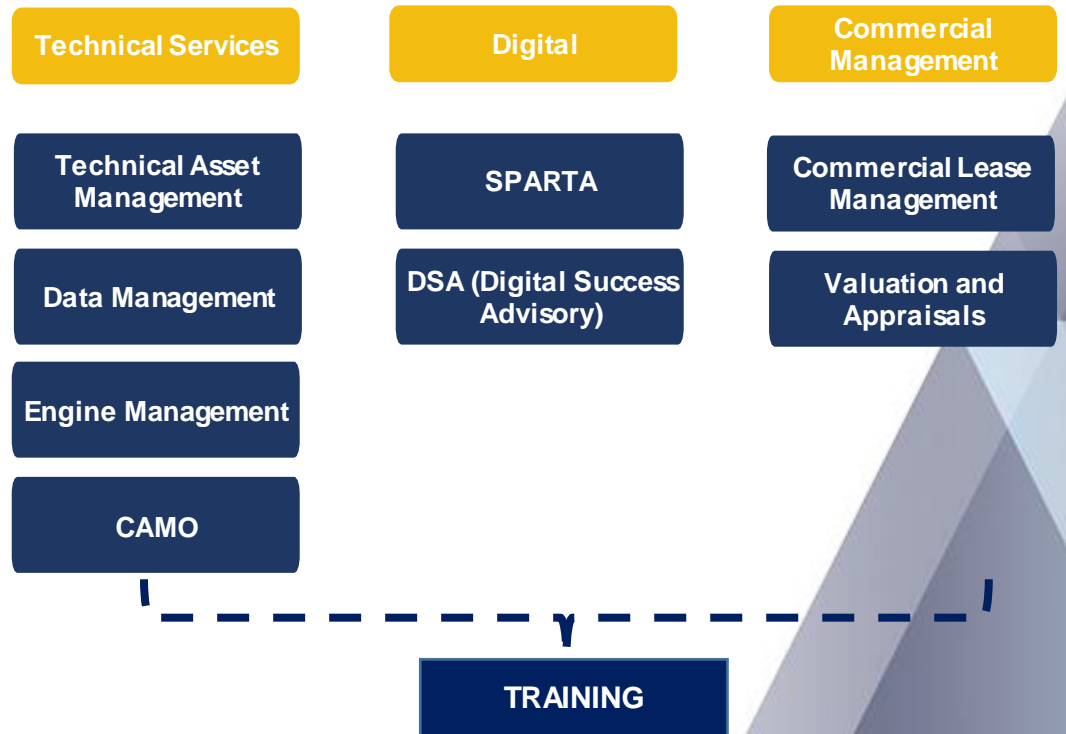 Technical Services
Digital
Commercial
Management
Technical Asset
Management
Data Management
Engine Management
CAMO
SPARTA
DSA (Digital Success
Advisory)
Commercial Lease
Management
Valuation and
Appraisals
TRAINING